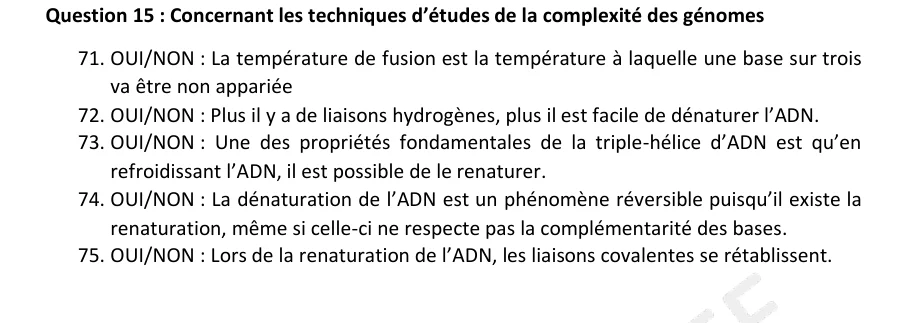 Question 15 : Concernant les techniques d’études de la complexité des génomes
71. OUI/NON : La température de fusion est la température à laquelle une base sur trois
va être non appariée
72. OUI/NON : Plus il y a de liaisons hydrogènes, plus il est facile de dénaturer l’ADN.
73. OUI/NON : Une des propriétés fondamentales de la triple-hélice d’ADN est qu’en
refroidissant l’ADN, il est possible de le renaturer.
74. OUI/NON : La dénaturation de l’ADN est un phénomène réversible puisqu’il existe la
renaturation, même si celle-ci ne respecte pas la complémentarité des bases.
75. OUI/NON : Lors de la renaturation de l’ADN, les liaisons covalentes se rétablissent.